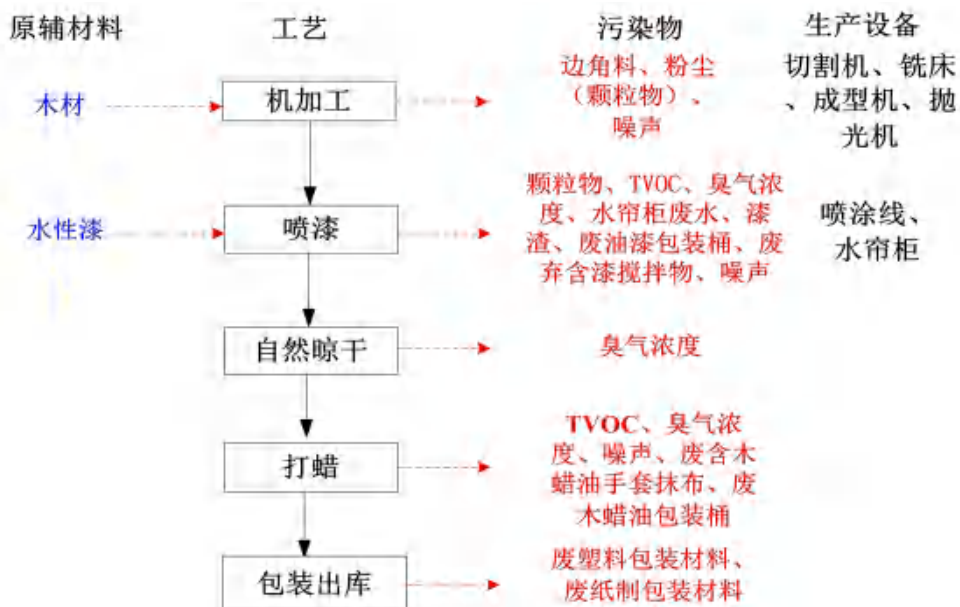 原辅材料 工艺 污染物 生产设备
木材 机加工 边角料、粉尘
（颗粒物）、
噪声
切割机、铣床
、成型机、抛
光机
水性漆 喷漆 颗粒物、TVOC、臭气浓
度、水帘柜废水、漆
渣、废油漆包装桶、废
弃含漆搅拌物、噪声
喷涂线、
水帘柜
自然晾干 臭气浓度
打蜡 TVOC、臭气浓
度、噪声、废含木
蜡油手套抹布、废
木蜡油包装桶
包装出库 废塑料包装材料、
废纸制包装材料